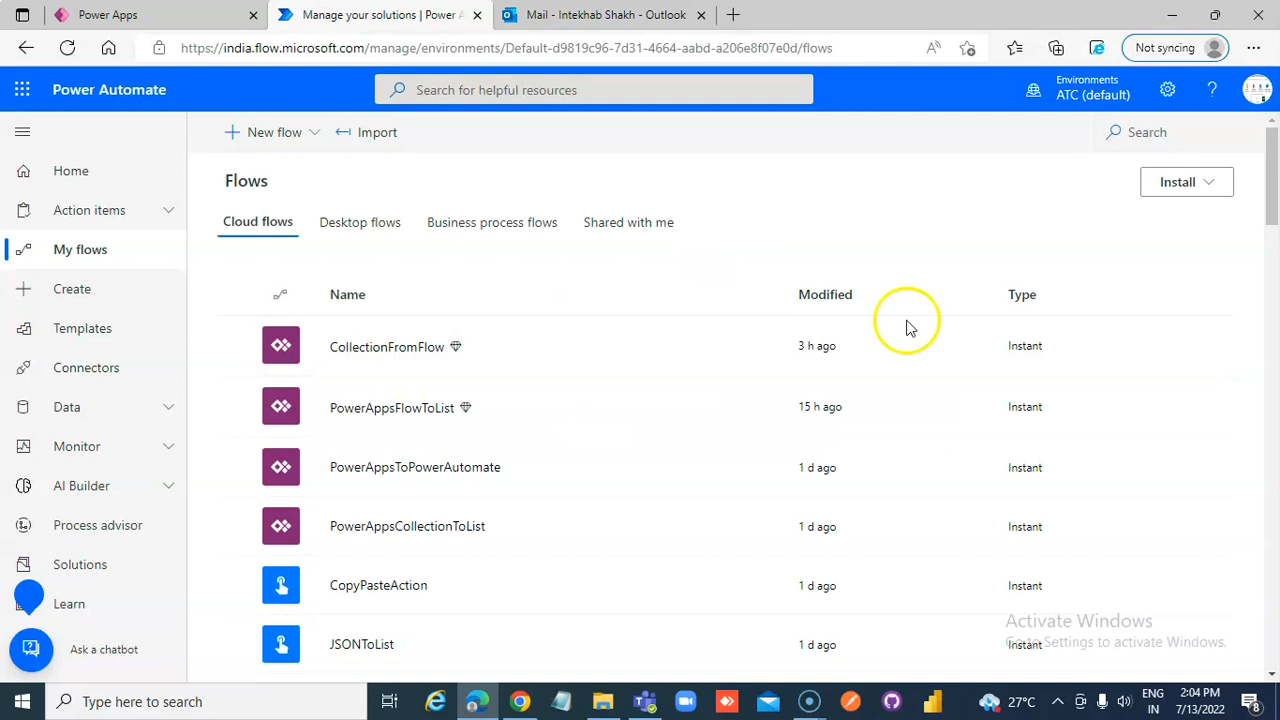 Power Apps
Manage your solutions | Power A
Mail - Intekhab Shakh - Outlook
https://india.flow.microsoft.com/manage/environments/Default-d9819c96-7d31-4664-aabd-a206e8f07e0d/flows
Not syncing
Power Automate
Search for helpful resources
Environments
ATC (default)
New flow
Import
Search
Home
Action items
My flows
Create
Templates
Connectors
Data
Monitor
AI Builder
Process advisor
Solutions
Learn
Ask a chatbot
Flows
Install
Cloud flows
Desktop flows
Business process flows
Shared with me
Name
Modified
Type
CollectionFromFlow
3 h ago
Instant
PowerAppsFlowToList
15 h ago
Instant
PowerAppsToPowerAutomate
1 d ago
Instant
PowerAppsCollectionToList
1 d ago
Instant
CopyPasteAction
1 d ago
Instant
JSONToList
1 d ago
Instant
Activate Windows
Go to Settings to activate Windows.
Type here to search
27°C
ENG
IN
2:04 PM
7/13/2022
8